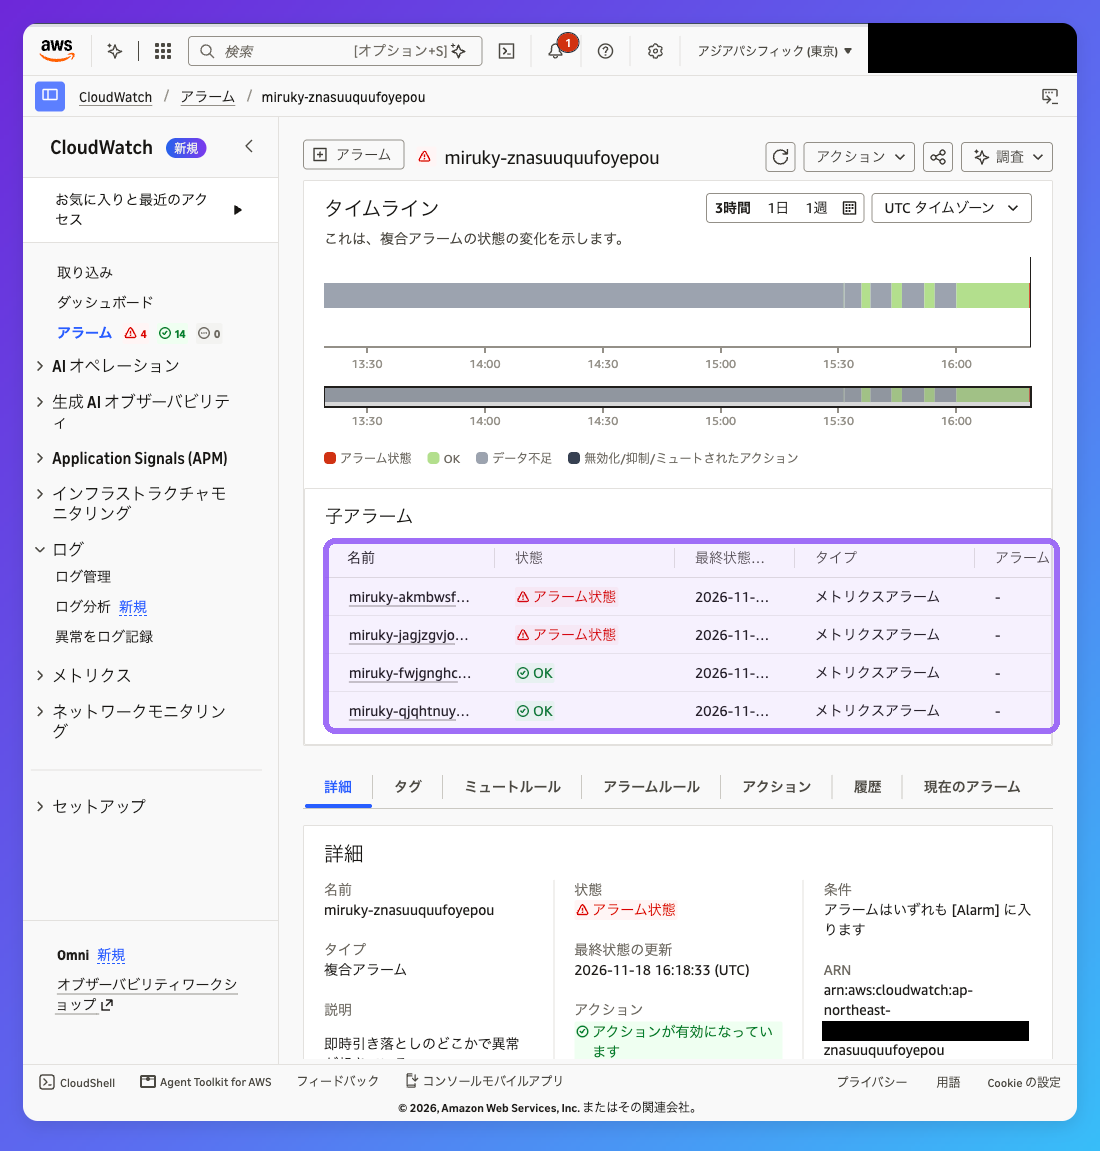 aws
検索 [オプション+S]
1
アジアパシフィック (東京) ▼
CloudWatch / アラーム / miruky-znasuuquufoyepou
CloudWatch 新規
お気に入りと最近のアク
セス
取り込み
ダッシュボード
アラーム 4 14 0
AI オペレーション
生成 AI オブザーバビリテ
ィ
Application Signals (APM)
インフラストラクチャモ
ニタリング
ログ
ログ管理
ログ分析 新規
異常をログ記録
メトリクス
ネットワークモニタリン
グ
セットアップ
Omni 新規
オブザーバビリティワークシ
ョップ
アラーム
miruky-znasuuquufoyepou
アクション
調査
タイムライン
3時間 1日 1週
UTC タイムゾーン
これは、複合アラームの状態の変化を示します。
13:30 14:00 14:30 15:00 15:30 16:00
13:30 14:00 14:30 15:00 15:30 16:00
アラーム状態 OK データ不足 無効化/抑制/ミュートされたアクション
子アラーム
名前 状態 最終状態... タイプ アラーム
miruky-akmbwsf... アラーム状態 2026-11-... メトリクスアラーム -
miruky-jagjzgvjo... アラーム状態 2026-11-... メトリクスアラーム -
miruky-fwjgnghc... OK 2026-11-... メトリクスアラーム -
miruky-qjqhtnuy... OK 2026-11-... メトリクスアラーム -
詳細 タグ ミュートルール アラームルール アクション 履歴 現在のアラーム
詳細
名前
miruky-znasuuquufoyepou
タイプ
複合アラーム
説明
即時引き落としのどこかで異常
状態
アラーム状態
最終状態の更新
2026-11-18 16:18:33 (UTC)
アクション
アクションが有効になってい
ます
条件
アラームはいずれも [Alarm] に入
ります
ARN
arn:aws:cloudwatch:ap-
northeast-
znasuuquufoyepou
CloudShell Agent Toolkit for AWS フィードバック コンソールモバイルアプリ プライバシー 用語 Cookie の設定
© 2026, Amazon Web Services, Inc. またはその関連会社。